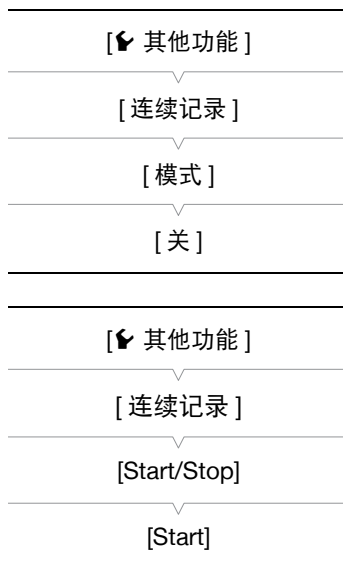 [ 其他功能 ]
[ 连续记录 ]
[ 模式 ]
[ 关 ]
[ 其他功能 ]
[ 连续记录 ]
[Start/Stop]
[Start]